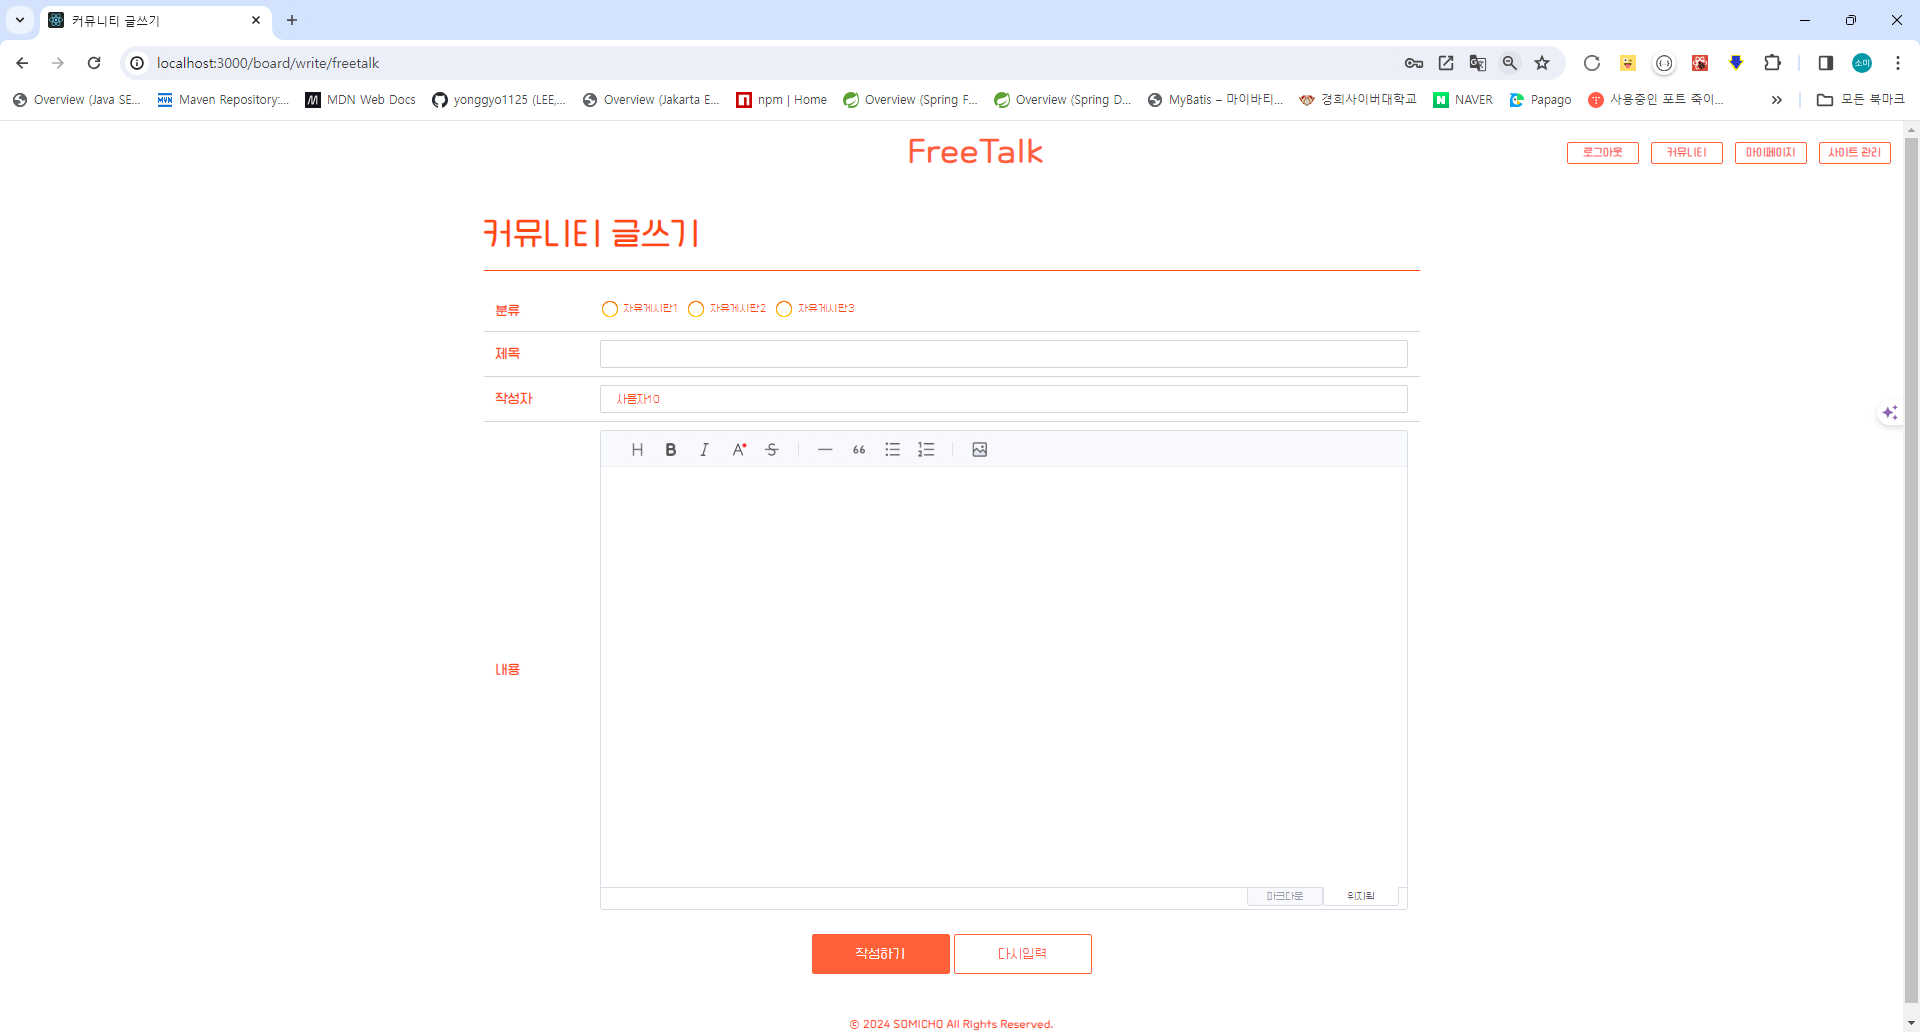 커뮤니티 글쓰기
localhost:3000/board/write/freetalk
Overview (Java SE... Maven Repository:... MDN Web Docs yonggyo1125 (LEE,... Overview (Jakarta E... npm | Home Overview (Spring F... Overview (Spring D... MyBatis – 마이바티... 경희사이버대학교 NAVER Papago 사용중인 포트 죽이... 모든 북마크
FreeTalk
로그아웃 커뮤니티 마이페이지 사이트 관리
커뮤니티 글쓰기
분류 자유게시판1 자유게시판2 자유게시판3
제목
작성자 사용자10
내용
마크다운 위지윅
작성하기 다시입력
© 2024 SOMICHO All Rights Reserved.